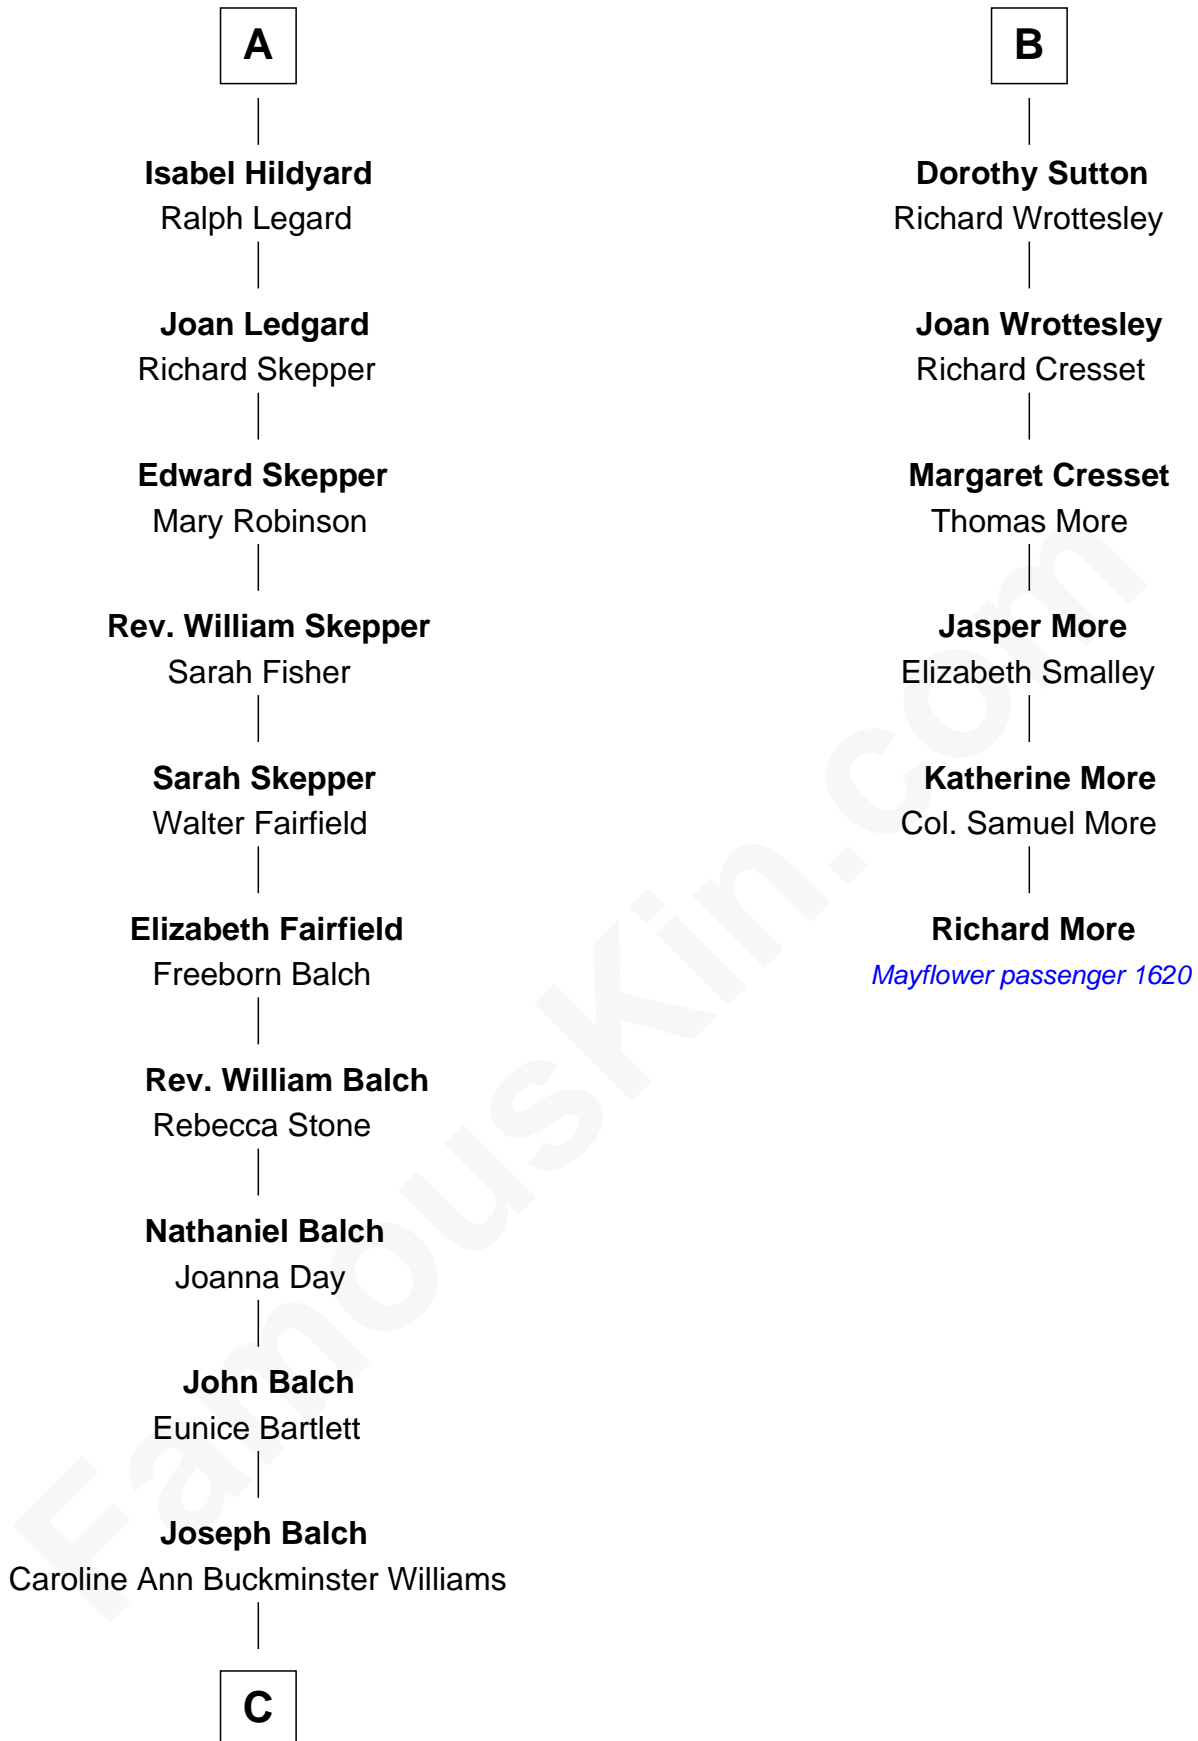 A
Isabel Hildyard
Ralph Legard
Joan Ledgard
Richard Skepper
Edward Skepper
Mary Robinson
Rev. William Skepper
Sarah Fisher
Sarah Skepper
Walter Fairfield
Elizabeth Fairfield
Freeborn Balch
Rev. William Balch
Rebecca Stone
Nathaniel Balch
Joanna Day
John Balch
Eunice Bartlett
Joseph Balch
Caroline Ann Buckminster Williams
C
B
Dorothy Sutton
Richard Wrottesley
Joan Wrottesley
Richard Cresset
Margaret Cresset
Thomas More
Jasper More
Elizabeth Smalley
Katherine More
Col. Samuel More
Richard More
Mayflower passenger 1620
FamousKin.com